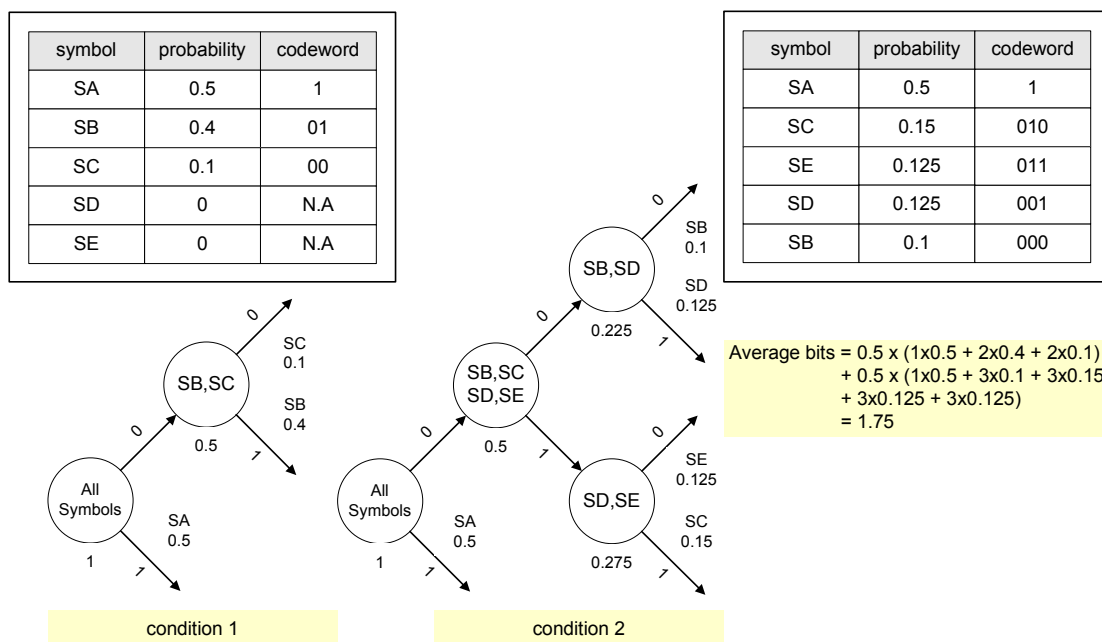 symbol probability codeword
SA 0.5 1
SB 0.4 01
SC 0.1 00
SD 0 N.A
SE 0 N.A
symbol probability codeword
SA 0.5 1
SC 0.15 010
SE 0.125 011
SD 0.125 001
SB 0.1 000
0
SC
0.1
SB,SC
SB
0.4
0
0.5
1
All
Symbols
SA
0.5
1
1
condition 1
0
SB
0.1
SB,SD
SD
0.125
0
0.225
1
SB,SC
SD,SE
0
0.5
1
0
SE
0.125
All
Symbols
SA
0.5
SD,SE
SC
0.15
1
1
0.275
1
condition 2
Average bits = 0.5 x (1x0.5 + 2x0.4 + 2x0.1)
+ 0.5 x (1x0.5 + 3x0.1 + 3x0.15
+ 3x0.125 + 3x0.125)
= 1.75